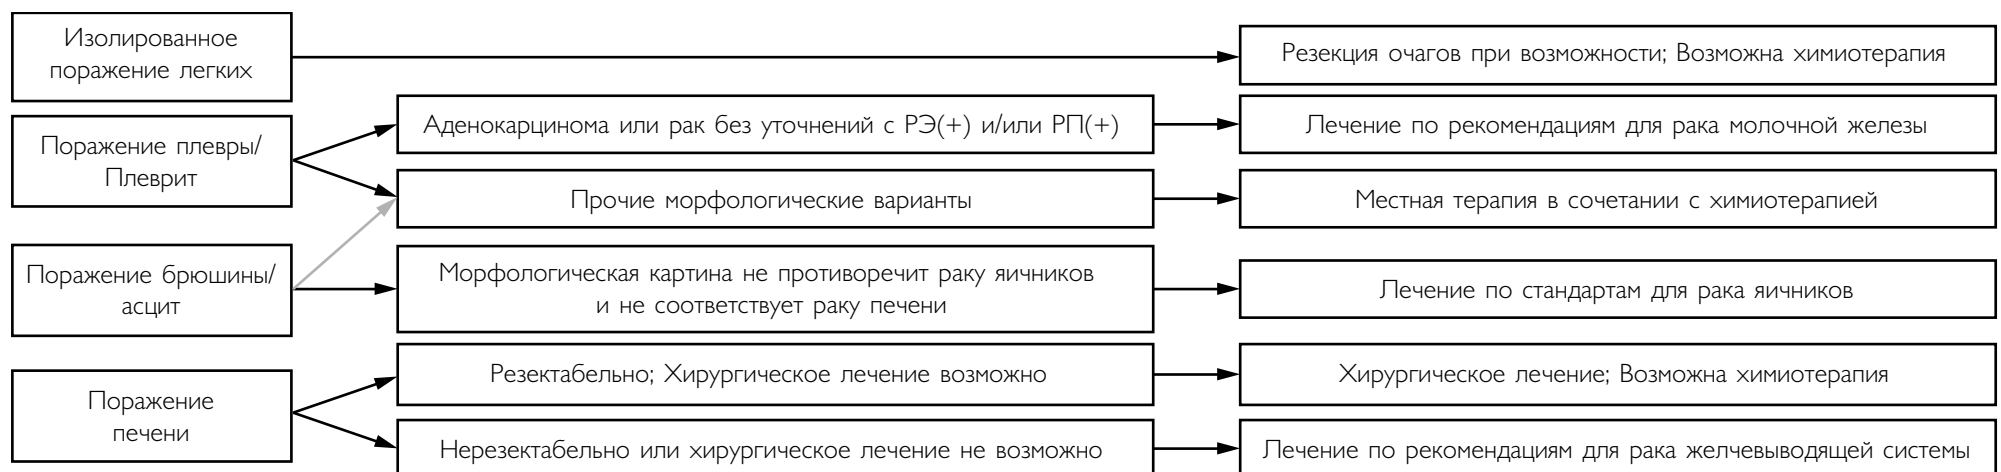 Изолированное
поражение легких
Резекция очагов при возможности; Возможна химиотерапия
Поражение плевры/
Плеврит
Аденокарцинома или рак без уточнений с РЭ(+) и/или РП(+)
Лечение по рекомендациям для рака молочной железы
Прочие морфологические варианты
Местная терапия в сочетании с химиотерапией
Поражение брюшины/
асцит
Морфологическая картина не противоречит раку яичников
и не соответствует раку печени
Лечение по стандартам для рака яичников
Поражение
печени
Резектабельно; Хирургическое лечение возможно
Хирургическое лечение; Возможна химиотерапия
Нерезектабельно или хирургическое лечение не возможно
Лечение по рекомендациям для рака желчевыводящей системы